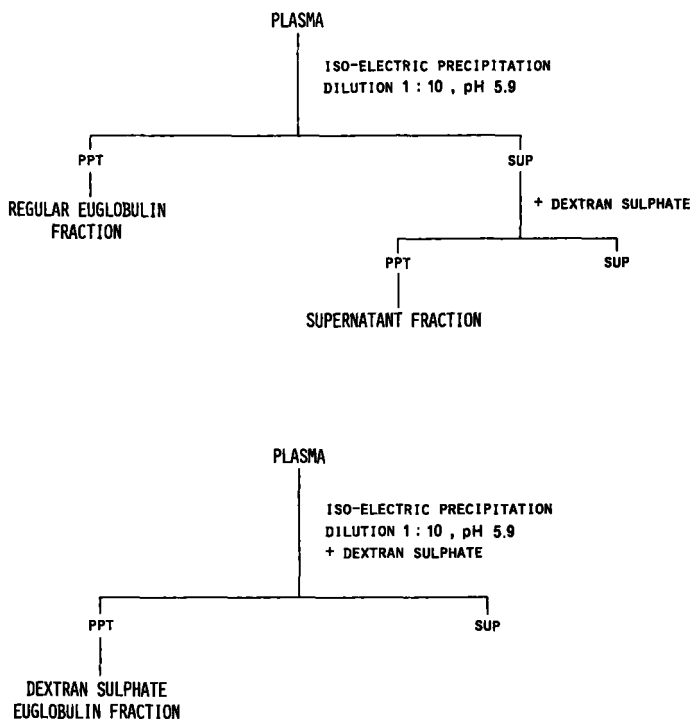 PLASMA
ISO-ELECTRIC PRECIPITATION
DILUTION 1 : 10 , pH 5.9
PPT
SUP
REGULAR EUGLOBULIN
FRACTION
+ DEXTRAN SULPHATE
PPT
SUP
SUPERNATANT FRACTION
PLASMA
ISO-ELECTRIC PRECIPITATION
DILUTION 1 : 10 , pH 5.9
+ DEXTRAN SULPHATE
PPT
SUP
DEXTRAN SULPHATE
EUGLOBULIN FRACTION